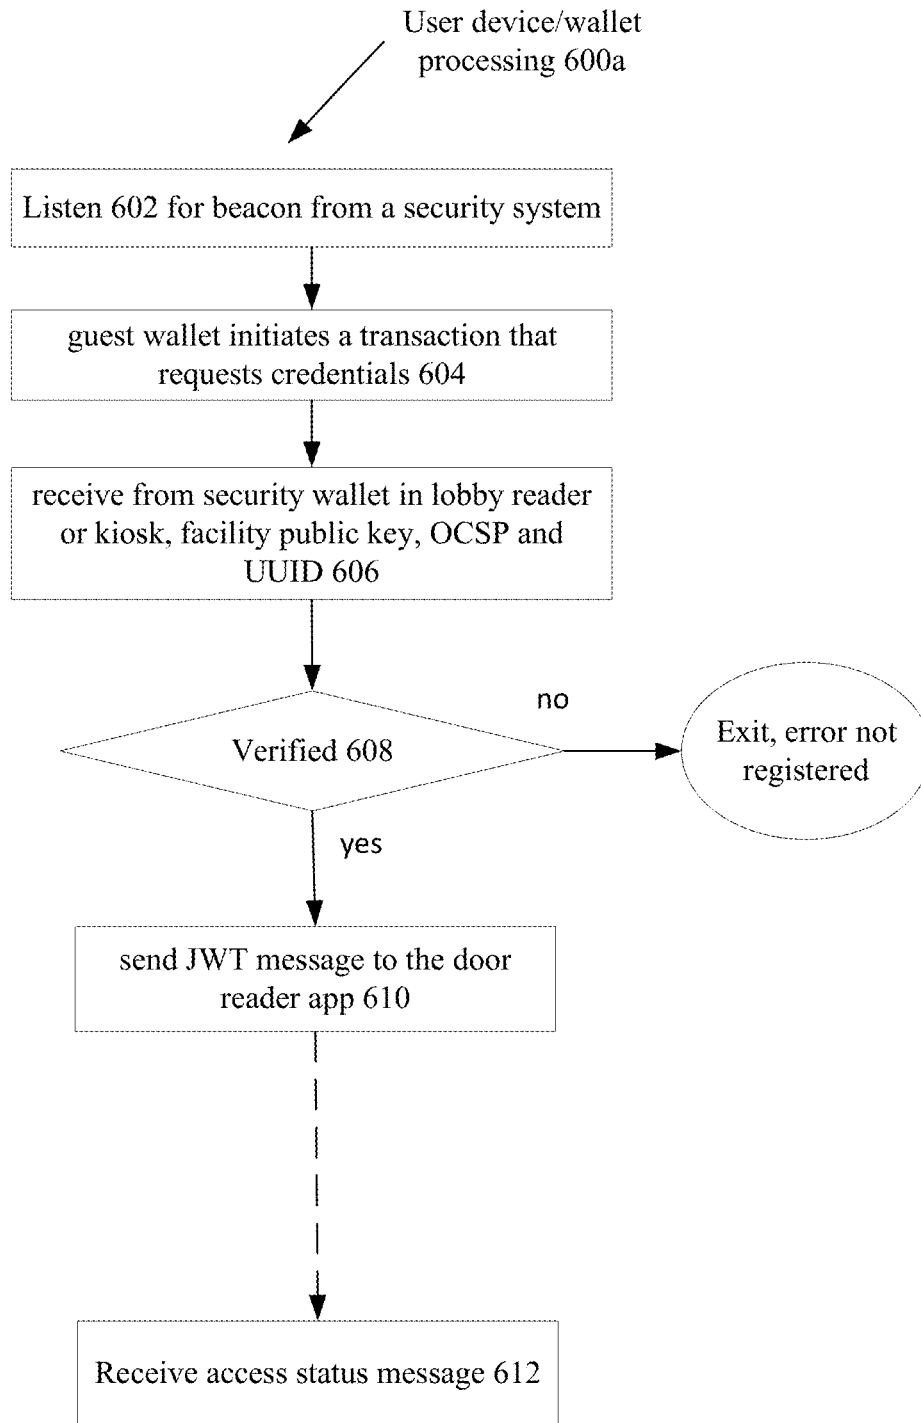 User device/wallet
processing 600a
Listen 602 for beacon from a security system
guest wallet initiates a transaction that
requests credentials 604
receive from security wallet in lobby reader
or kiosk, facility public key, OCSP and
UUID 606
Verified 608
no
Exit, error not
registered
yes
send JWT message to the door
reader app 610
Receive access status message 612